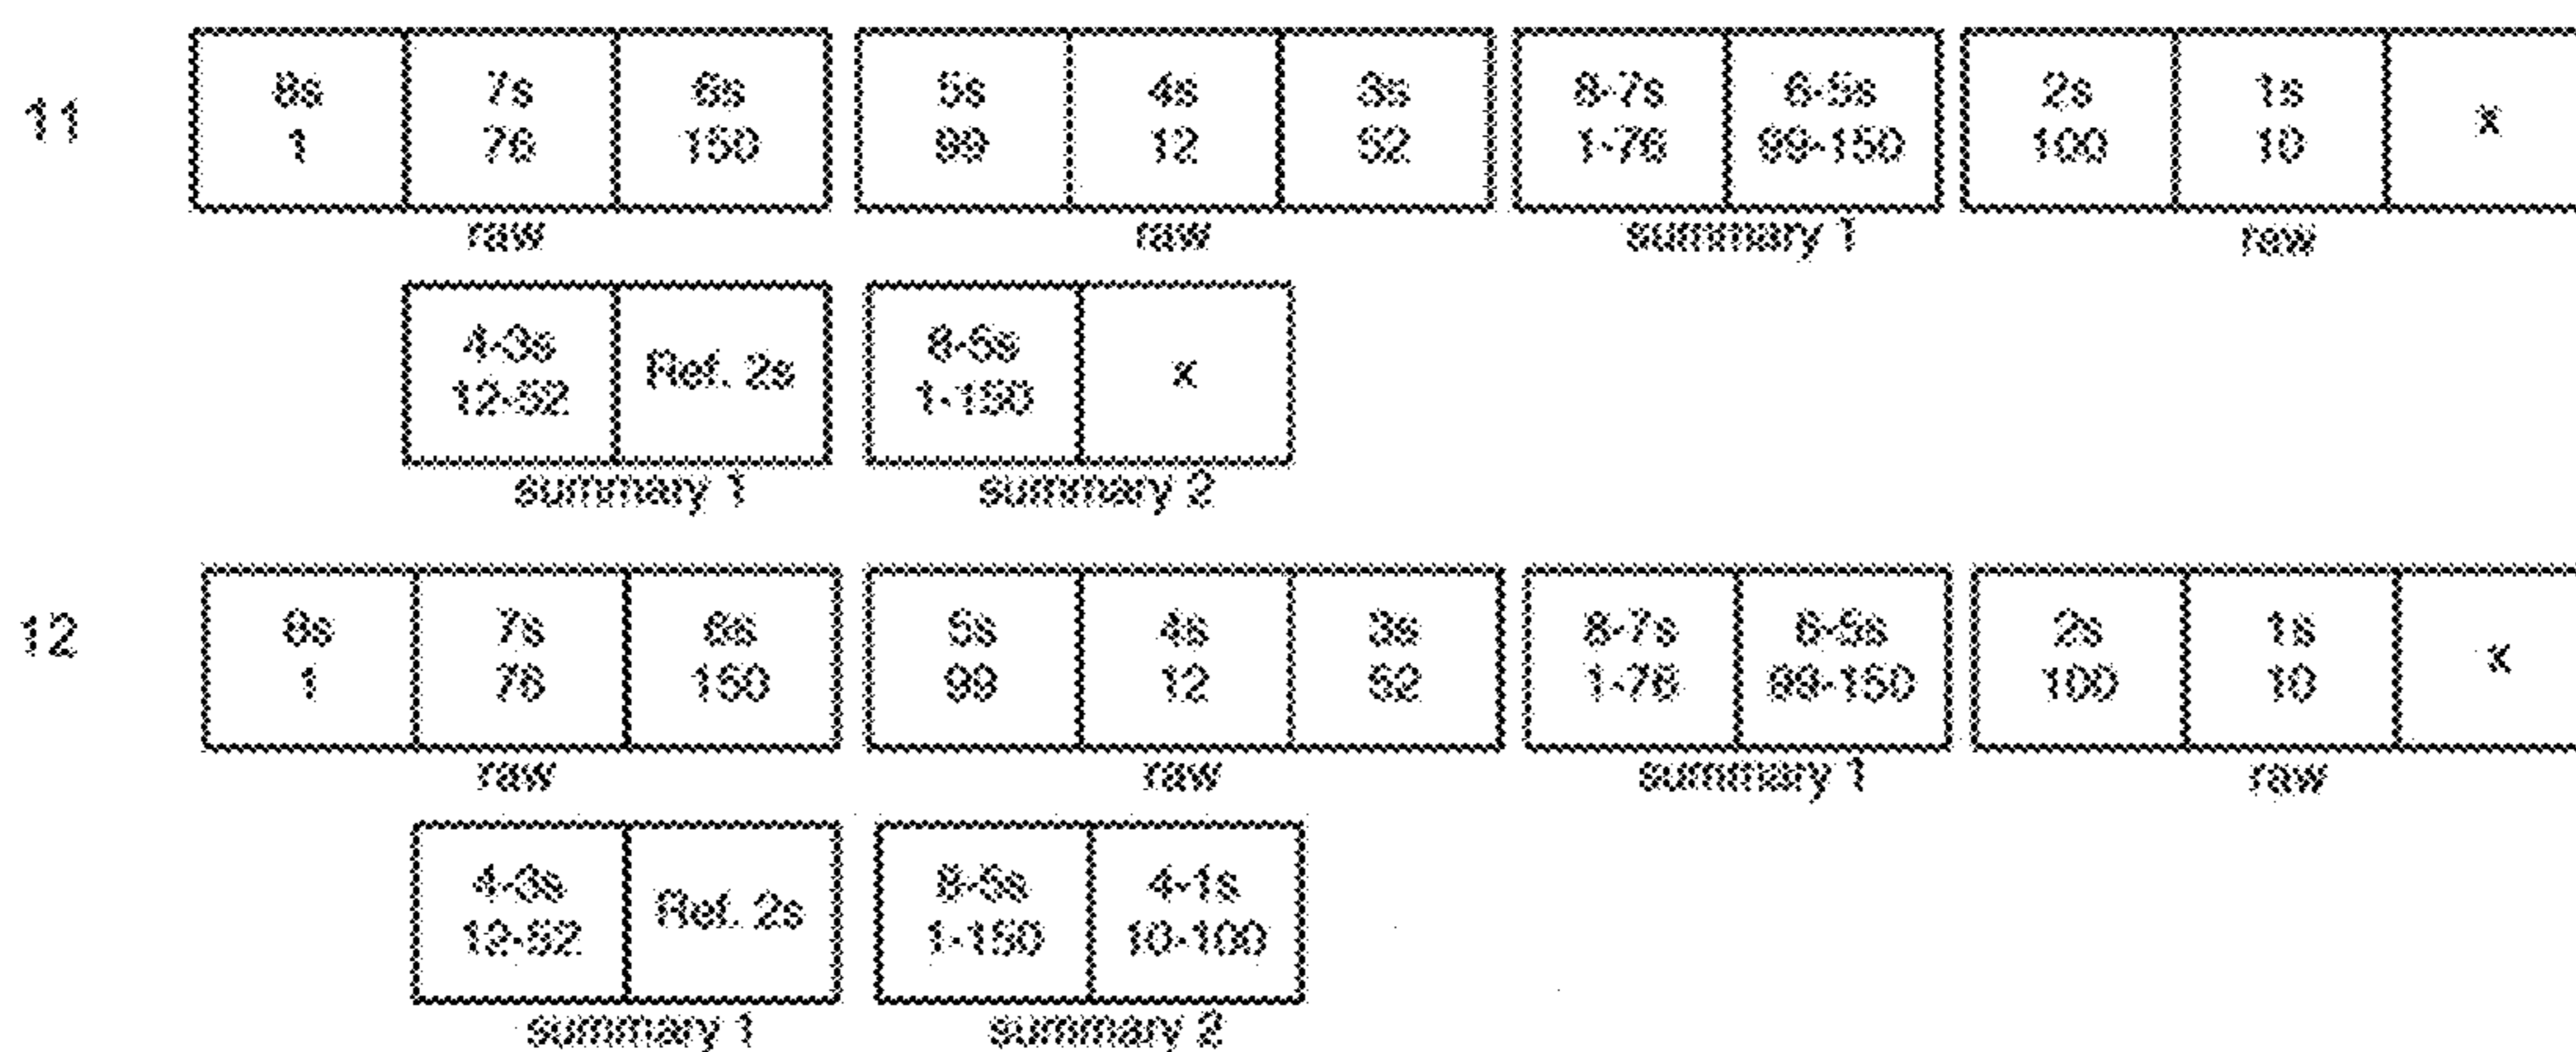 11
8s 7s 6s 5s 4s 3s 8-7s 6-5s 2s 1s x
1 76 150 99 12 52 1-76 99-150 100 10
raw raw summary 1 raw
4-3s Ref. 2s 8-5s x
12-52 1-150
summary 1 summary 2
12
8s 7s 6s 5s 4s 3s 8-7s 6-5s 2s 1s x
1 76 150 99 12 52 1-76 99-150 100 10
raw raw summary 1 raw
4-3s Ref. 2s 8-5s 4-1s
12-52 1-150 10-100
summary 1 summary 2